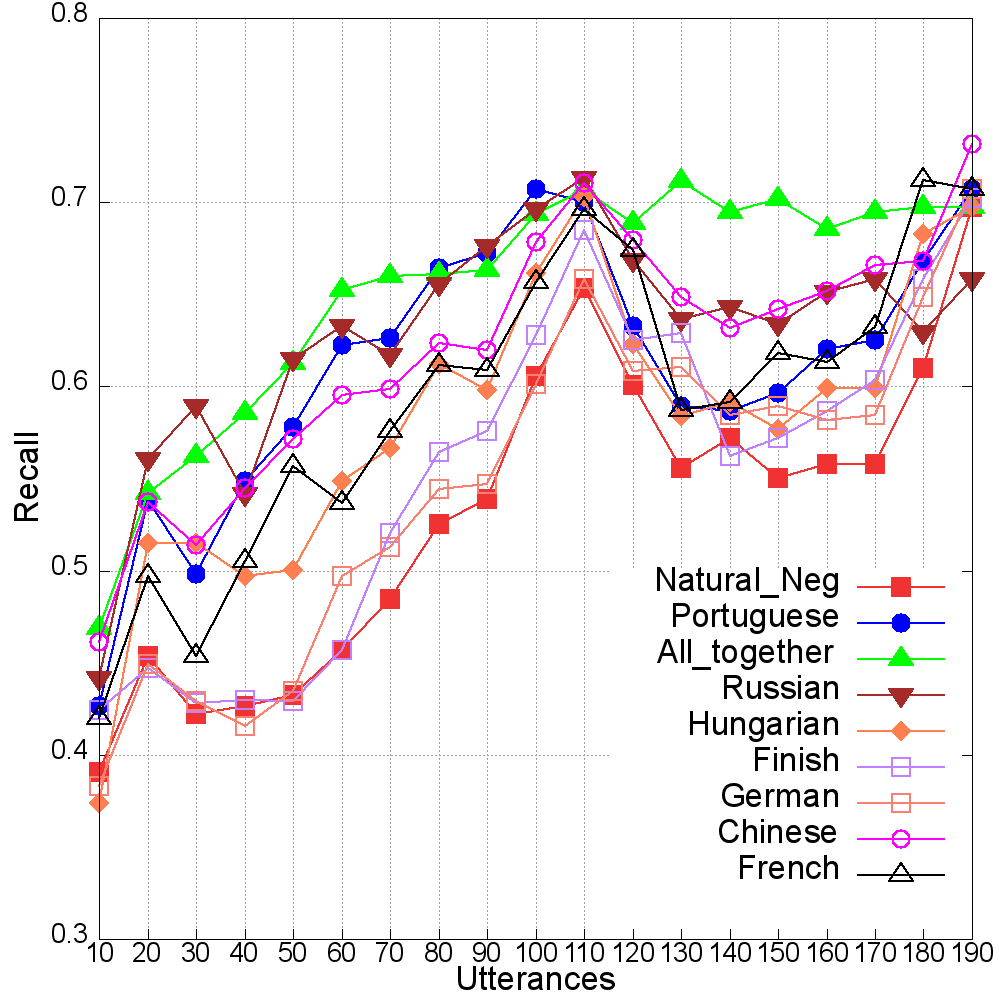 0.8
0.7
0.6
0.5
0.4
0.3
Recall
Natural_Neg
Portuguese
All_together
Russian
Hungarian
Finish
German
Chinese
French
10 20 30 40 50 60 70 80 90 100 110 120 130 140 150 160 170 180 190
Utterances